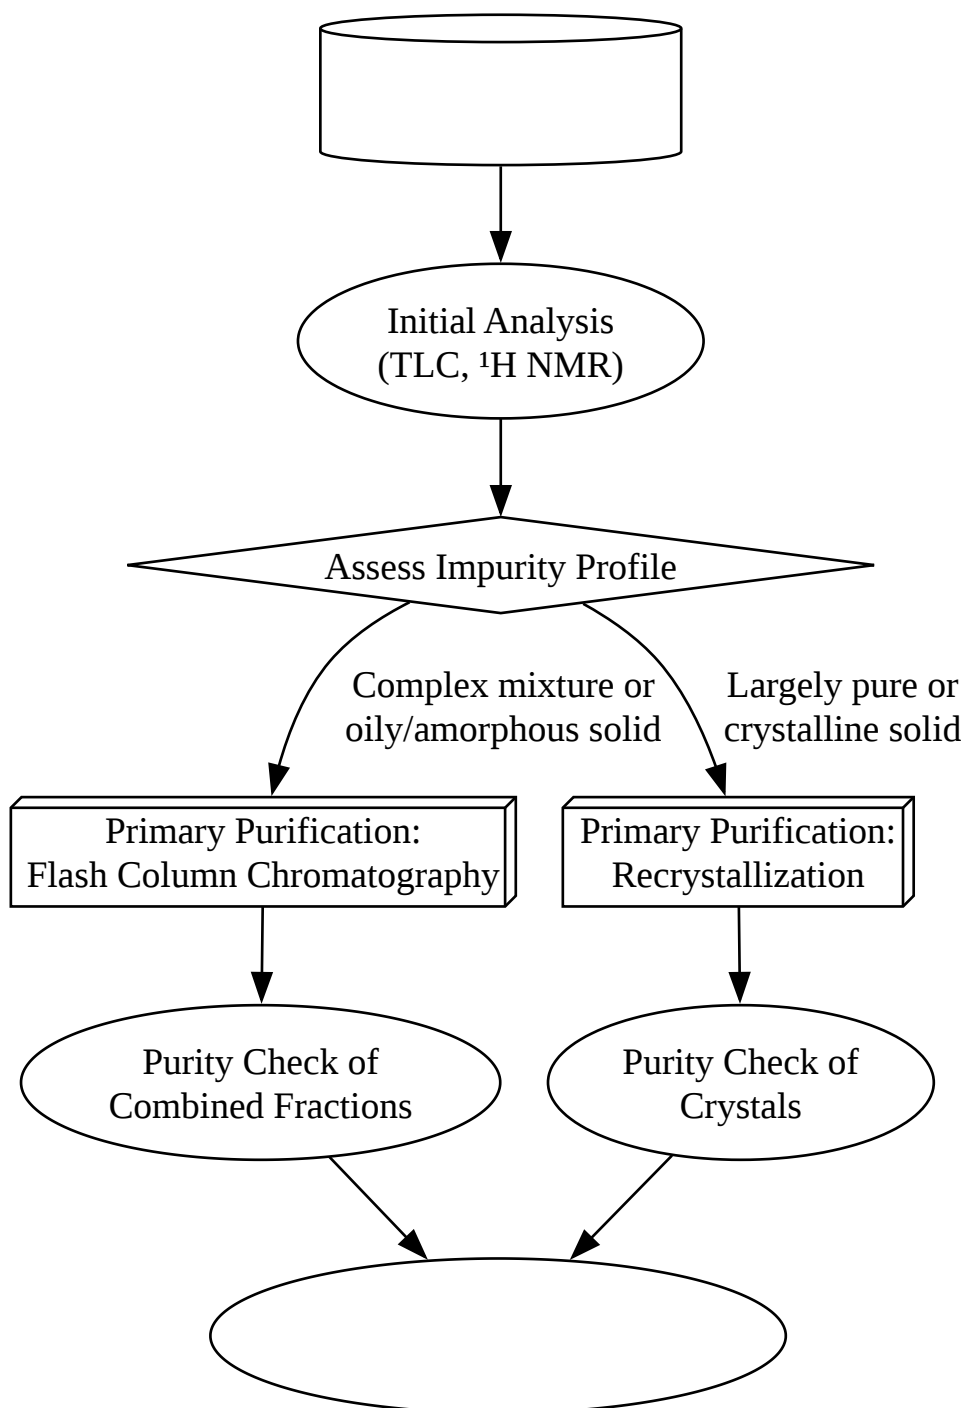 Initial Analysis
(TLC, ¹H NMR)
Assess Impurity Profile
Complex mixture or
oily/amorphous solid
Largely pure or
crystalline solid
Primary Purification:
Flash Column Chromatography
Primary Purification:
Recrystallization
Purity Check of
Combined Fractions
Purity Check of
Crystals